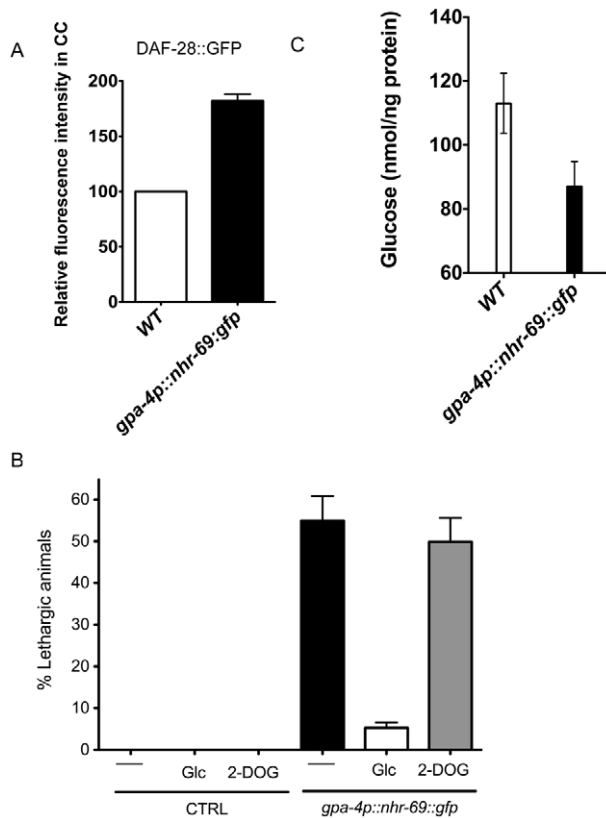 A
DAF-28::GFP
Relative fluorescence intensity in CC
200
150
100
50
0
WT
gpa-4p::nhr-69:gfp
C
Glucose (nmol/ng protein)
140
120
100
80
60
WT
gpa-4p::nhr-69::gfp
B
% Lethargic animals
60
50
40
30
20
10
0
— Glc 2-DOG — Glc 2-DOG
CTRL gpa-4p::nhr-69::gfp